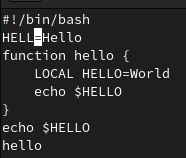 #!/bin/bash
HELL=Hello
function hello {
    LOCAL HELLO=World
    echo $HELLO
}
echo $HELLO
hello